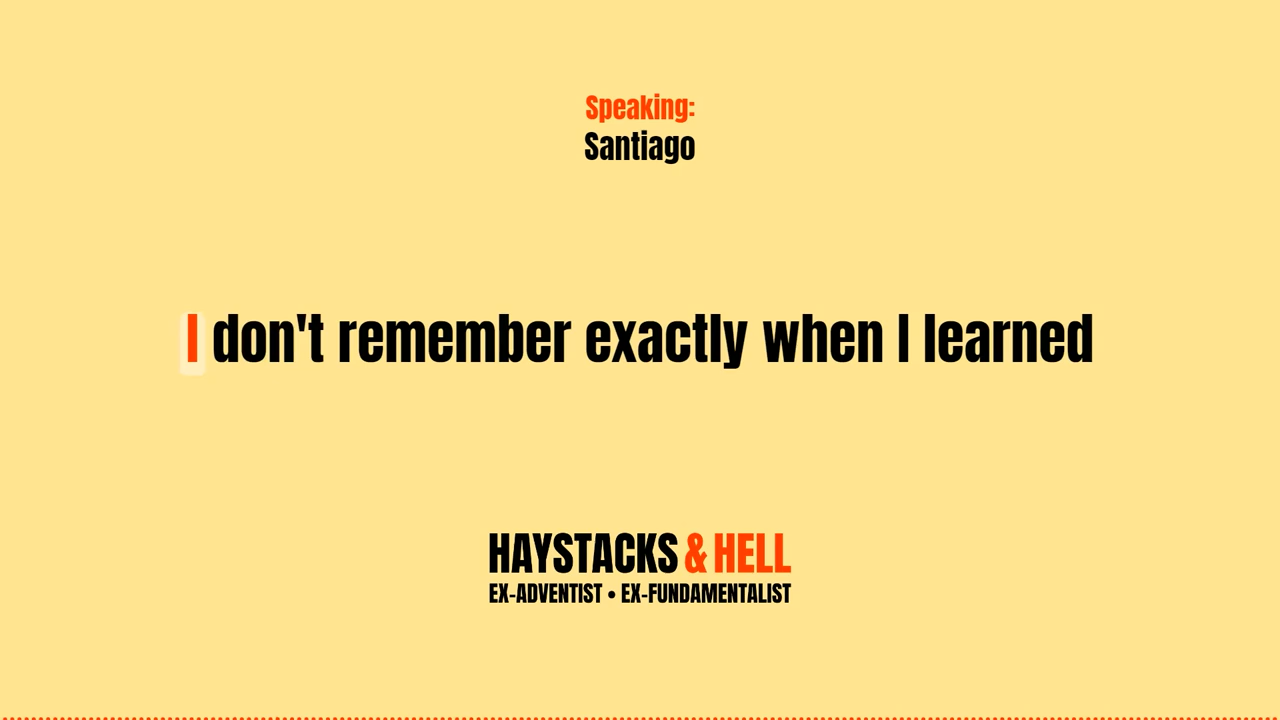 Speaking:
Santiago
I don't remember exactly when I learned
HAYSTACKS & HELL
EX-ADVENTIST • EX-FUNDAMENTALIST